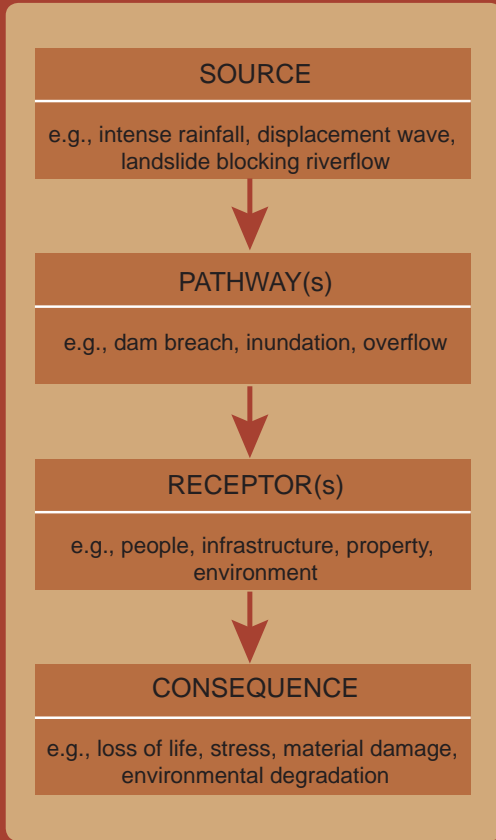 SOURCE
e.g., intense rainfall, displacement wave,
landslide blocking riverflow
PATHWAY(s)
e.g., dam breach, inundation, overflow
RECEPTOR(s)
e.g., people, infrastructure, property,
environment
CONSEQUENCE
e.g., loss of life, stress, material damage,
environmental degradation